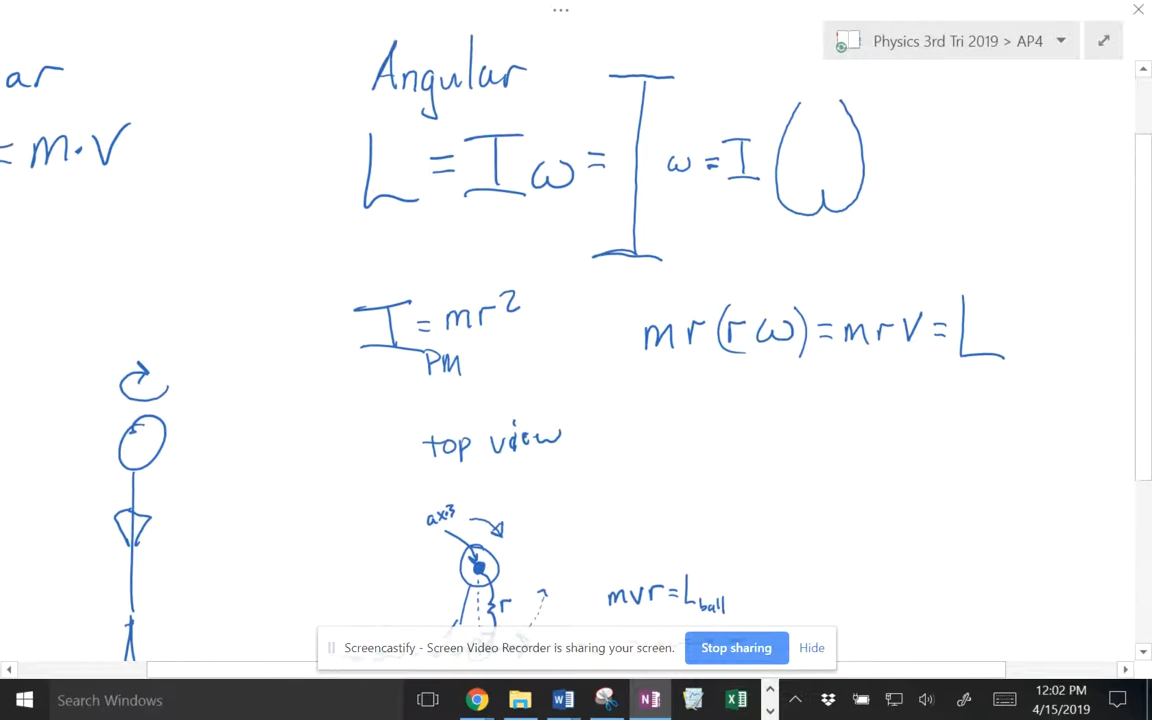 Physics 3rd Tri 2019 > AP4
ar
Angular
= m·V
L = Iω = I ω = I (ω)
I = mr²
PM
mr(rω) = mrV = L
top view
axis
r
mvr = L ball
Screencastify - Screen Video Recorder is sharing your screen.
Stop sharing
Hide
Search Windows
12:02 PM
4/15/2019